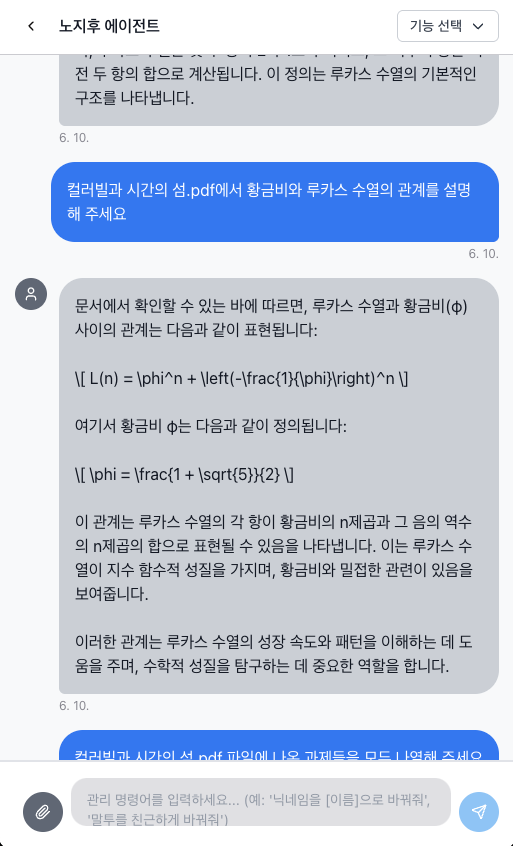 노지후 에이전트
기능 선택
전 두 항의 합으로 계산됩니다. 이 정의는 루카스 수열의 기본적인
구조를 나타냅니다.
6. 10.
컬러빌과 시간의 섬.pdf에서 황금비와 루카스 수열의 관계를 설명
해 주세요
6. 10.
문서에서 확인할 수 있는 바에 따르면, 루카스 수열과 황금비(φ)
사이의 관계는 다음과 같이 표현됩니다:
\[ L(n) = \phi^n + \left(-\frac{1}{\phi}\right)^n \]
여기서 황금비 φ는 다음과 같이 정의됩니다:
\[ \phi = \frac{1 + \sqrt{5}}{2} \]
이 관계는 루카스 수열의 각 항이 황금비의 n제곱과 그 음의 역수
의 n제곱의 합으로 표현될 수 있음을 나타냅니다. 이는 루카스 수
열이 지수 함수적 성질을 가지며, 황금비와 밀접한 관련이 있음을
보여줍니다.
이러한 관계는 루카스 수열의 성장 속도와 패턴을 이해하는 데 도
움을 주며, 수학적 성질을 탐구하는 데 중요한 역할을 합니다.
6. 10.
컬러빌과 시간의 섬.pdf 파일에 나온 과제들을 모두 나열해 주세요
관리 명령어를 입력하세요... (예: '닉네임을 [이름]으로 바꿔줘',
'말투를 친근하게 바꿔줘')